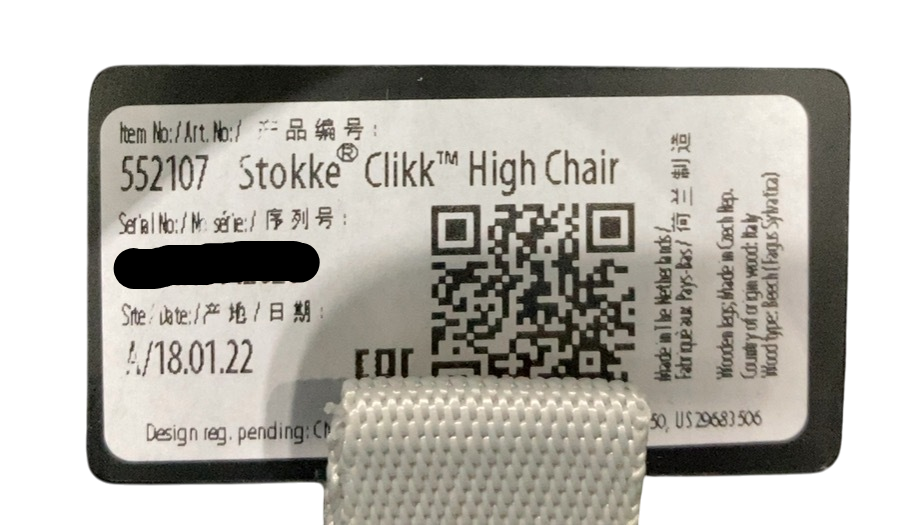 Item No:/Art. No:/ 产品编号:
552107 Stokke® Clikk™ High Chair
Serial No:/ No série:/ 序列号:
Site/Date:/产地/日期:
A/18.01.22
EAC
Design reg. pending: CN
50, US 29683506
Made in The Netherlands/
Fabriqué aux Pays-Bas/ 荷兰制造
Wooden legs; Made in Czech Rep.
Country of origin wood: Italy
Wood type: Beech (Fagus Sylvatica)